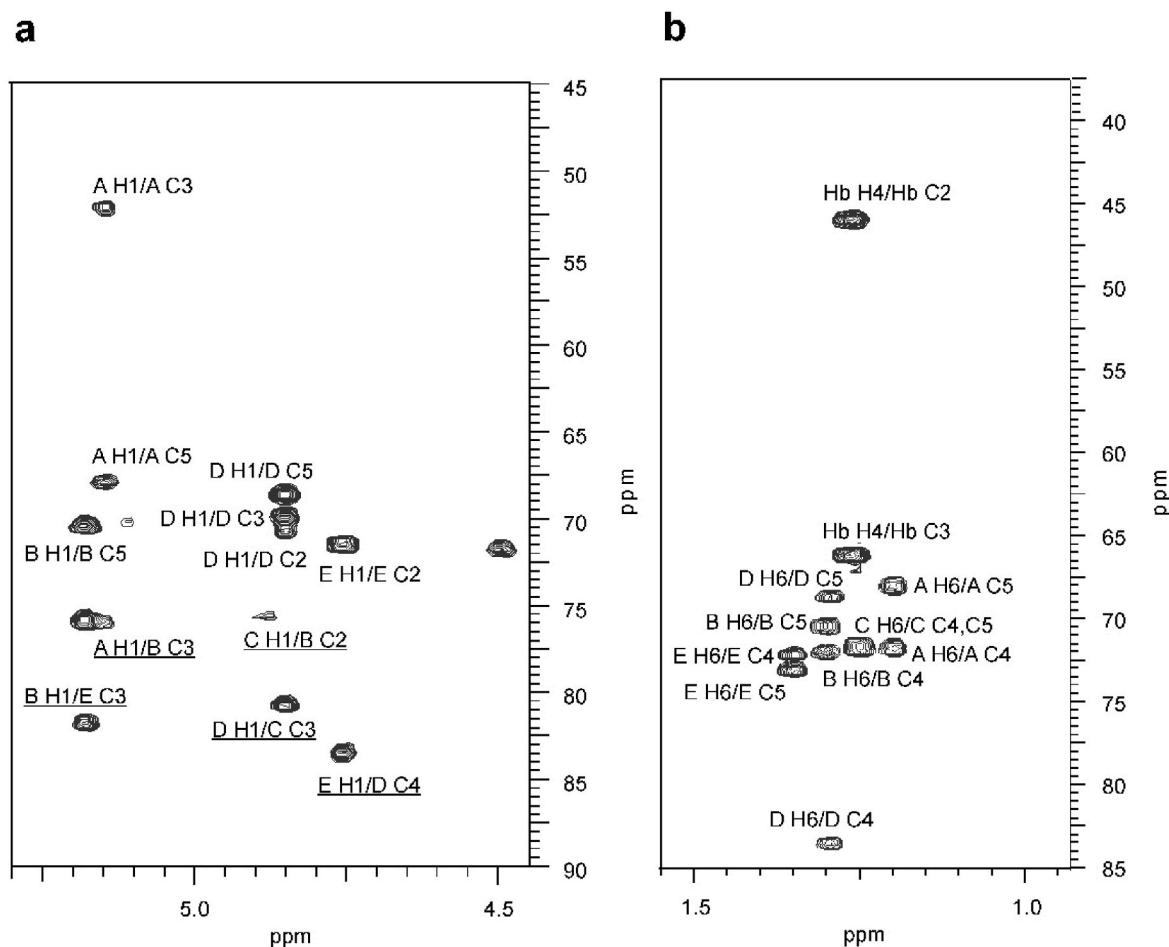 a
45
50
55
60
65
70
75
80
85
90
ppm
A H1/A C3
A H1/A C5
D H1/D C5
D H1/D C3
B H1/B C5
D H1/D C2
E H1/E C2
A H1/B C3
C H1/B C2
B H1/E C3
D H1/C C3
E H1/D C4
5.0
4.5
ppm
b
40
45
50
55
60
65
70
75
80
85
ppm
Hb H4/Hb C2
Hb H4/Hb C3
D H6/D C5
A H6/A C5
B H6/B C5
C H6/C C4,C5
E H6/E C4
A H6/A C4
B H6/B C4
E H6/E C5
D H6/D C4
1.5
1.0
ppm